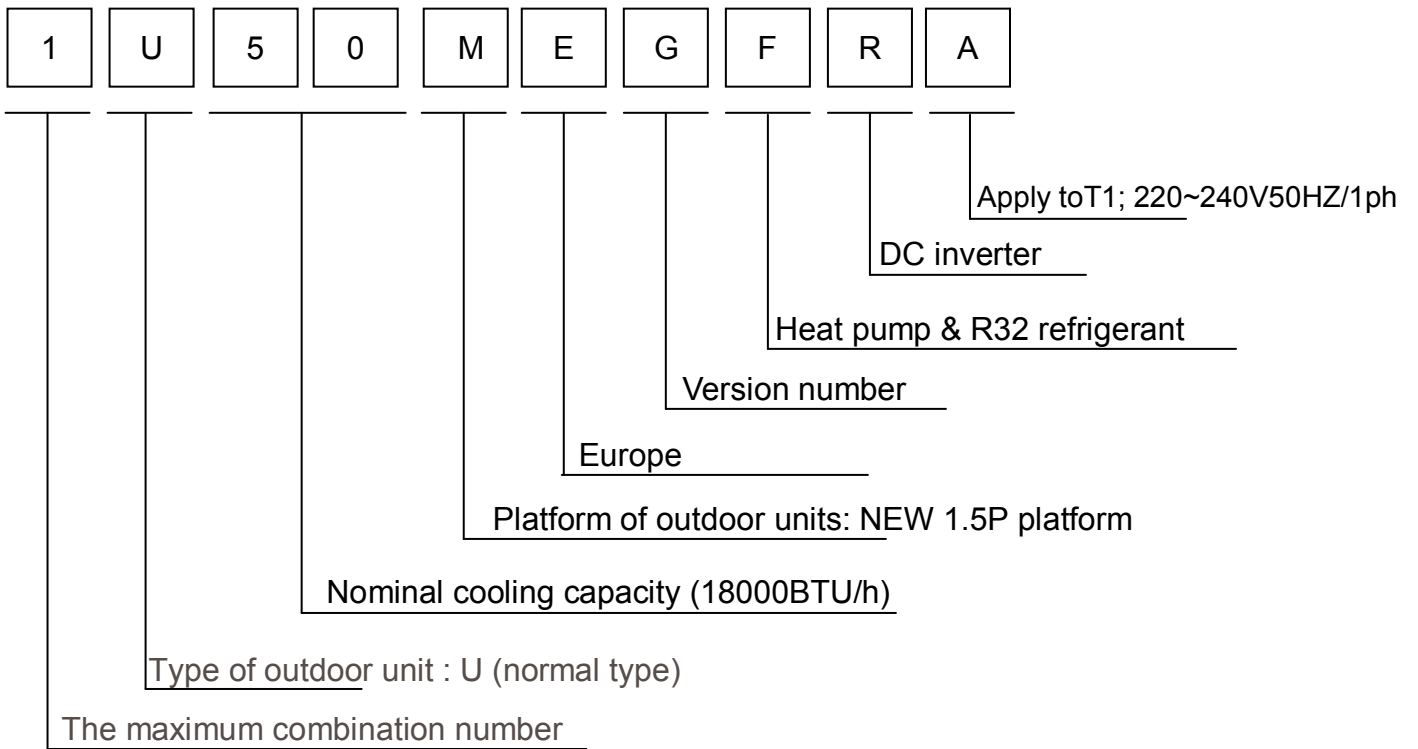 1 U 5 0 M E G F R A
Apply toT1; 220~240V50HZ/1ph
DC inverter
Heat pump & R32 refrigerant
Version number
Europe
Platform of outdoor units: NEW 1.5P platform
Nominal cooling capacity (18000BTU/h)
Type of outdoor unit : U (normal type)
The maximum combination number